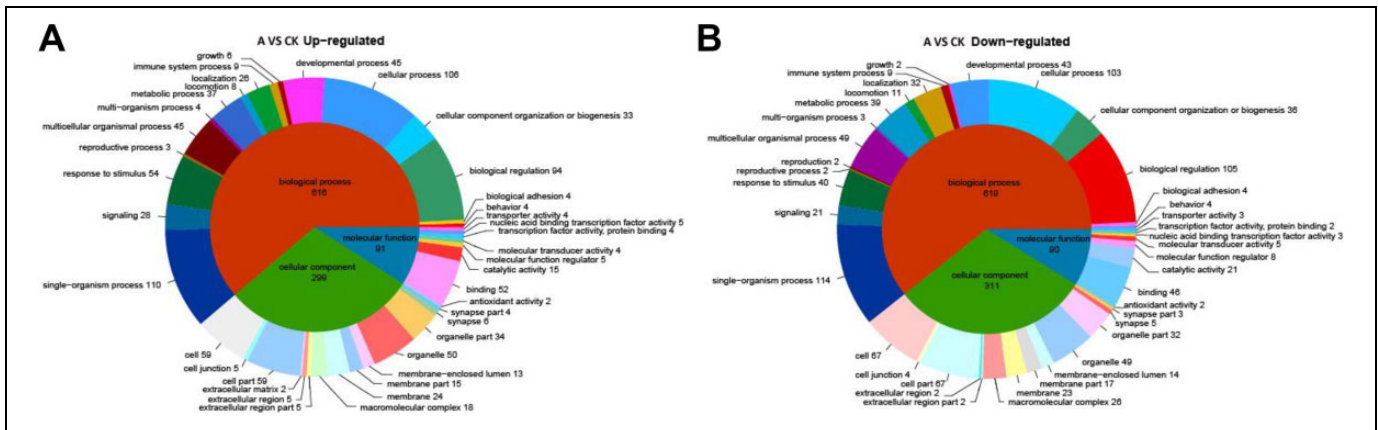 A
A VS CK Up-regulated
growth 6
immune system process 9
localization 26
locomotion 8
metabolic process 37
multi-organism process 4
multicellular organismal process 45
reproductive process 3
response to stimulus 54
signaling 28
single-organism process 110
developmental process 45
cellular process 106
cellular component organization or biogenesis 33
biological regulation 94
biological adhesion 4
behavior 4
transporter activity 4
nucleic acid binding transcription factor activity 5
transcription factor activity, protein binding 4
molecular transducer activity 4
molecular function regulator 5
catalytic activity 15
binding 52
antioxidant activity 2
synapse part 4
synapse 6
organelle part 34
organelle 50
membrane-enclosed lumen 13
membrane part 15
membrane 24
macromolecular complex 18
extracellular region part 5
extracellular region 5
extracellular matrix 2
cell part 59
cell junction 5
cell 59
biological process
616
molecular function
91
cellular component
299
B
A VS CK Down-regulated
growth 2
immune system process 9
localization 32
locomotion 11
metabolic process 39
multi-organism process 3
multicellular organismal process 49
reproduction 2
reproductive process 2
response to stimulus 40
signaling 21
single-organism process 114
developmental process 43
cellular process 103
cellular component organization or biogenesis 36
biological regulation 105
biological adhesion 4
behavior 4
transporter activity 3
transcription factor activity, protein binding 2
nucleic acid binding transcription factor activity 3
molecular transducer activity 5
molecular function regulator 8
catalytic activity 21
binding 46
antioxidant activity 2
synapse part 3
synapse 5
organelle part 32
organelle 49
membrane-enclosed lumen 14
membrane part 17
membrane 23
macromolecular complex 26
extracellular region part 2
extracellular region 2
cell part 67
cell junction 4
cell 67
biological process
619
molecular function
90
cellular component
311